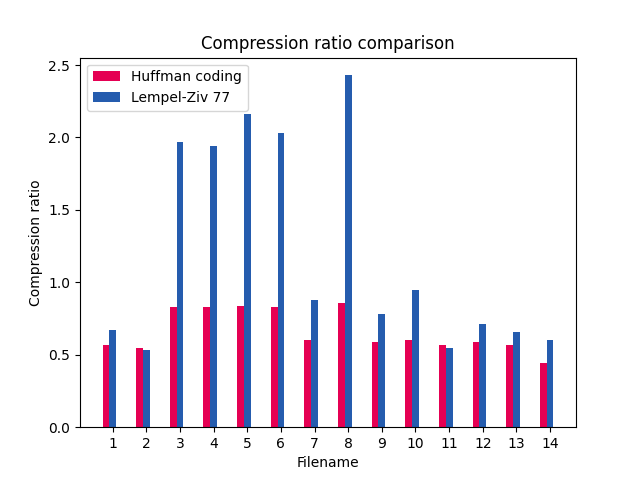 Compression ratio comparison
Huffman coding
Lempel-Ziv 77
2.5
2.0
1.5
1.0
0.5
0.0
Compression ratio
1 2 3 4 5 6 7 8 9 10 11 12 13 14
Filename